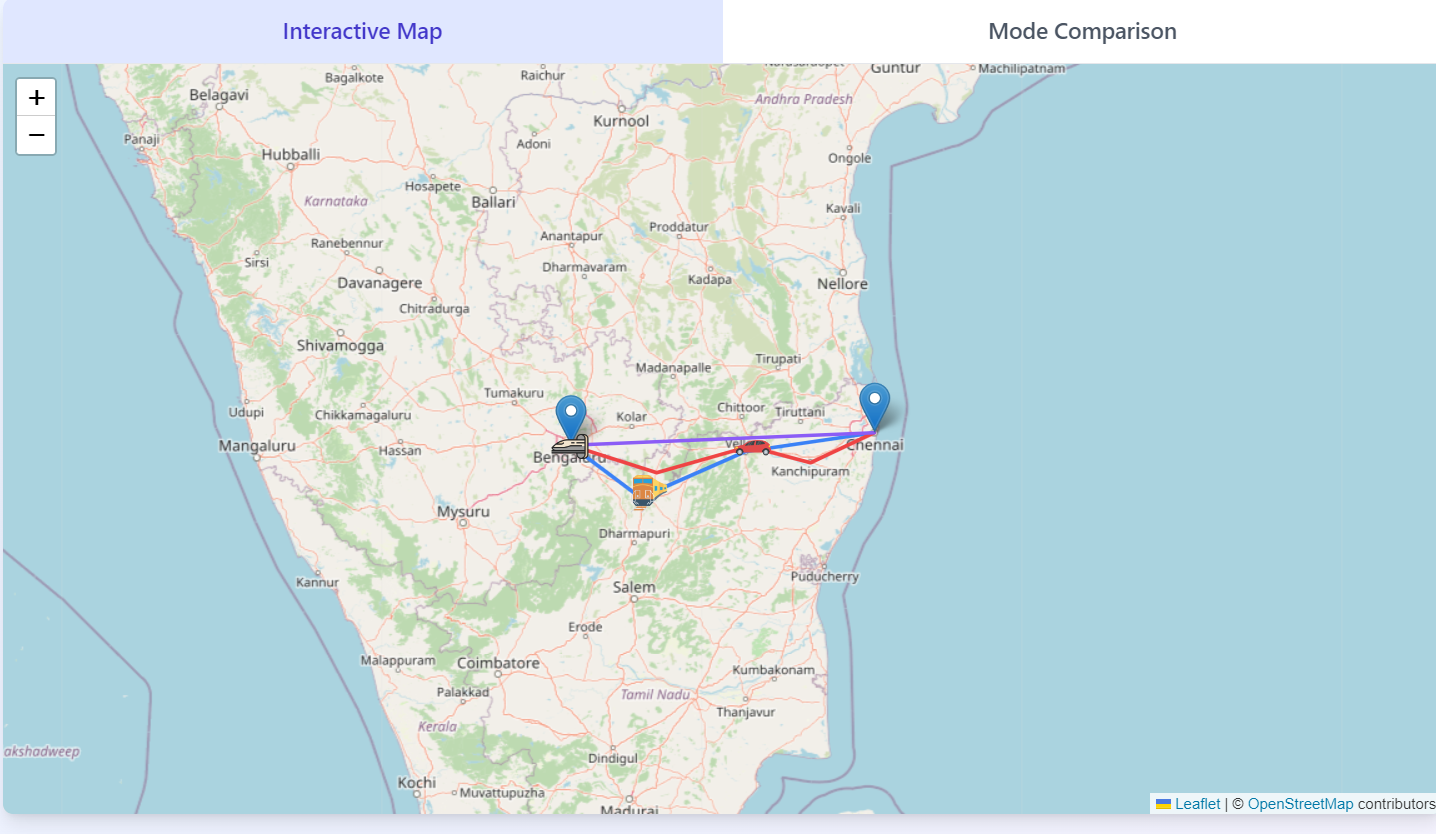 Interactive Map
Mode Comparison
+
−
Bagalkote
Raichur
Narasaraopet
Guntur
Machilipatnam
Belagavi
Andhra Pradesh
Kurnool
Panaji
Adoni
Hubballi
Ongole
Hosapete
Karnataka
Ballari
Kavali
Proddatur
Anantapur
Ranebennur
Sirsi
Dharmavaram
Kadapa
Davanagere
Nellore
Chitradurga
Shivamogga
Tirupati
Madanapalle
Tumakuru
Chittoor
Tiruttani
Udupi
Chikkamagaluru
Kolar
Mangaluru
Hassan
Bengaluru
Chennai
Kanchipuram
Mysuru
Dharmapuri
Kannur
Puducherry
Salem
Erode
Malappuram
Coimbatore
Kumbakonam
Palakkad
Tamil Nadu
Thanjavur
Kerala
akshadweep
Dindigul
Kochi
Muvattupuzha
Madurai
Leaflet | © OpenStreetMap contributors